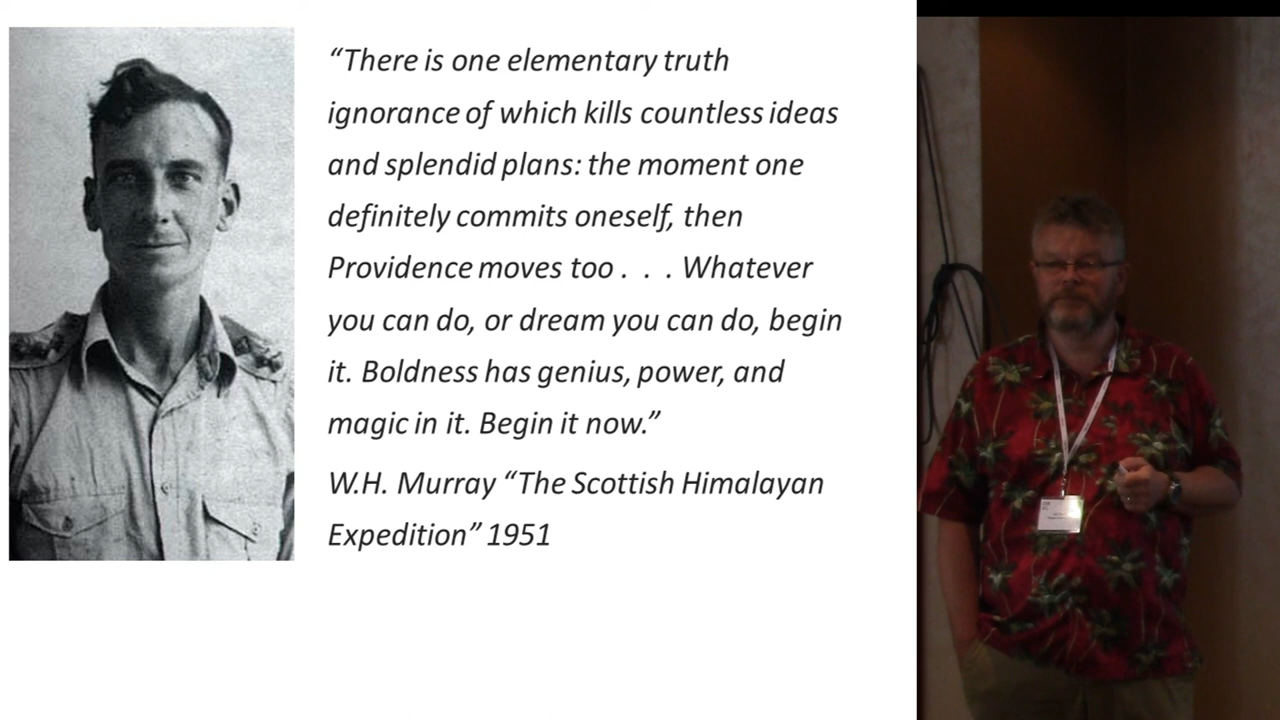 “There is one elementary truth
ignorance of which kills countless ideas
and splendid plans: the moment one
definitely commits oneself, then
Providence moves too . . . Whatever
you can do, or dream you can do, begin
it. Boldness has genius, power, and
magic in it. Begin it now.”
W.H. Murray “The Scottish Himalayan
Expedition” 1951